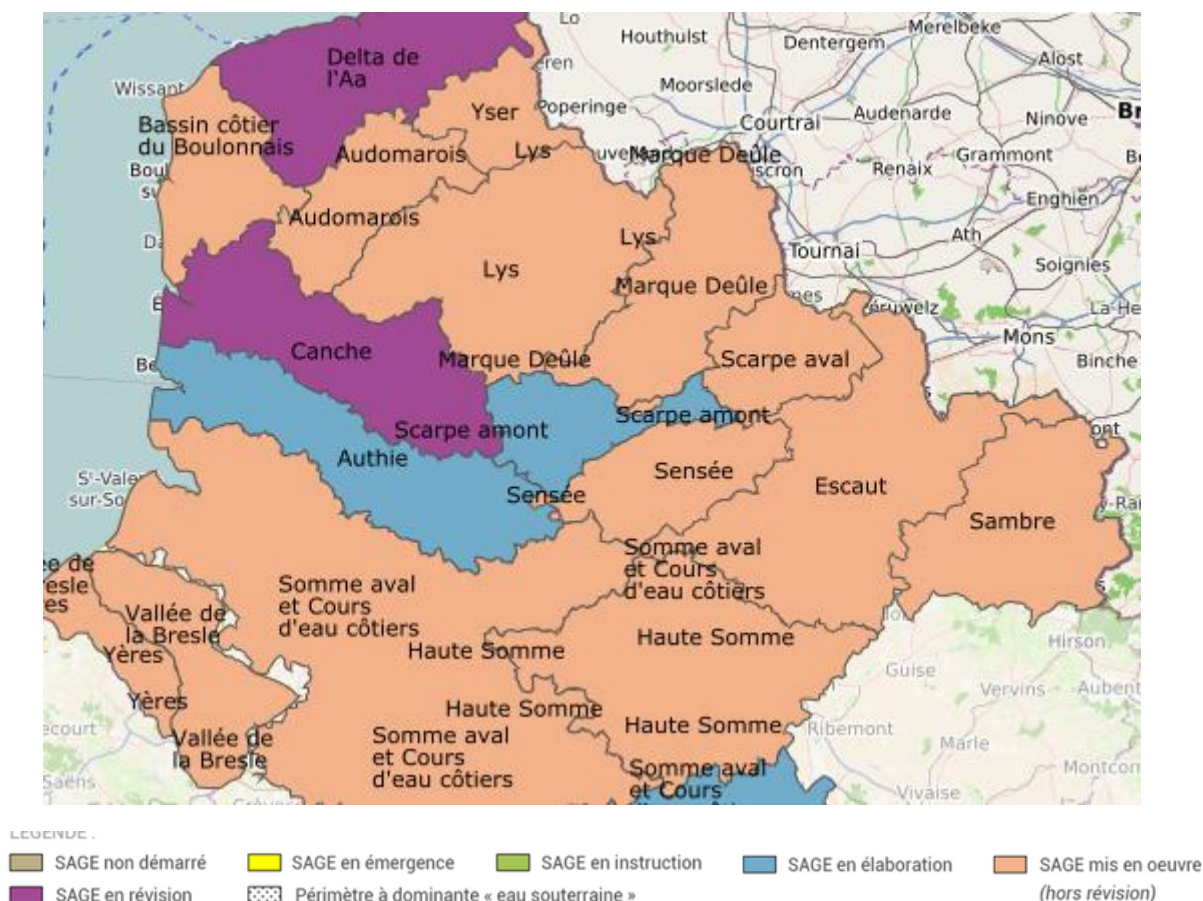 Lo
Merelbeke
Houthulst
Dentergem
Delta de
l'Aa
Alost
Wissant
Moorslede
Yser
Poperinge
Audenarde
Ninove
Courtrai
Bassin côtier
du Boulonnais
Audomarois
Lys
Marque Deûle
Grammont
Renaix
Enghien
Audomarois
Lys
Ath
Tournai
Soignies
Lys
Marque Deûle
Mons
Canche
Marque Deûle
Scarpe aval
Binche
Scarpe amont
Scarpe amont
Authie
Sensée
Sensée
Escaut
Sambre
Somme aval
et Cours
d'eau côtiers
Somme aval
et Cours
d'eau côtiers
Vallée de
la Bresle
Yères
Haute Somme
Haute Somme
Hirson
Guise
Vervins
Yères
Haute Somme
Haute Somme
Ribemont
Vallée de
la Bresle
Somme aval
et Cours
d'eau côtiers
Marle
Saëns
Somme aval
et Cours
Vivaise
LEGENDE :
SAGE non démarré
SAGE en émergence
SAGE en instruction
SAGE en élaboration
SAGE mis en oeuvre
(hors révision)
SAGE en révision
Périmètre à dominante « eau souterraine »